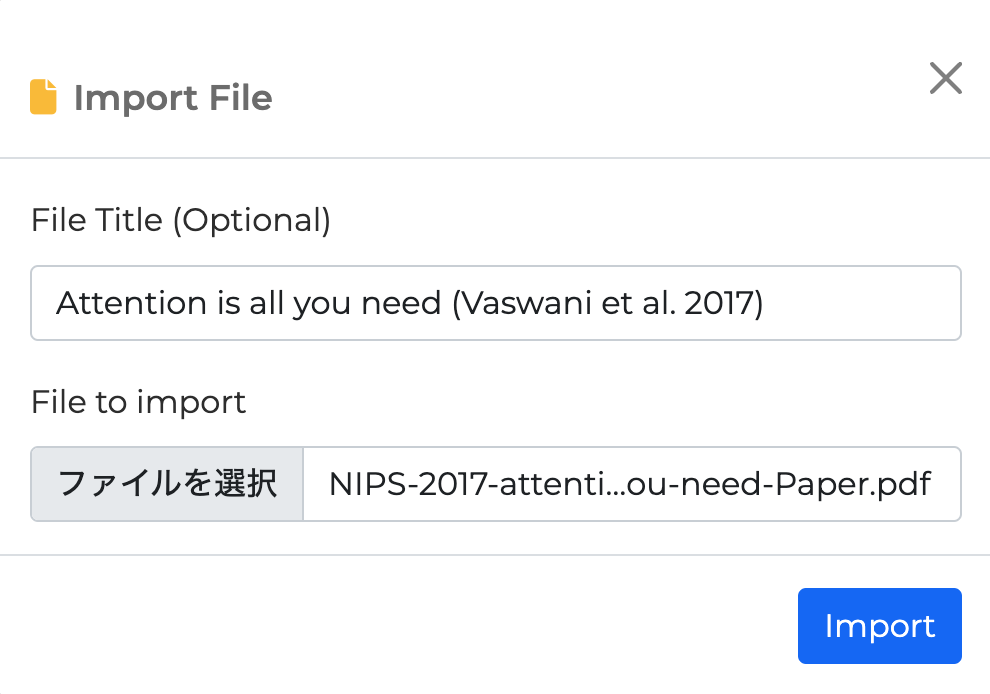 Import File
File Title (Optional)
Attention is all you need (Vaswani et al. 2017)
File to import
ファイルを選択 NIPS-2017-attenti...ou-need-Paper.pdf
Import